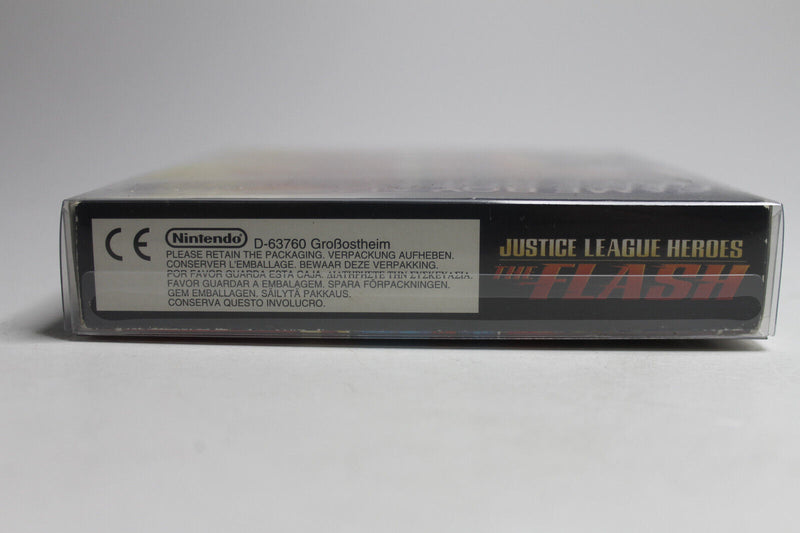 CE
Nintendo D-63760 Großostheim
PLEASE RETAIN THE PACKAGING. VERPACKUNG AUFHEBEN.
CONSERVER L'EMBALLAGE. BEWAAR DEZE VERPAKKING.
POR FAVOR GUARDA ESTA CAJA. ΔΙΑΤΗΡΗΣΤΕ ΤΗΝ ΣΥΣΚΕΥΑΣΙΑ.
FAVOR GUARDAR A EMBALAGEM. SPARA FÖRPACKNINGEN.
GEM EMBALLAGEN. SÄILYTÄ PAKKAUS.
CONSERVA QUESTO INVOLUCRO.
JUSTICE LEAGUE HEROES
THE FLASH